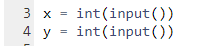 3 x = int(input())
4 y = int(input())